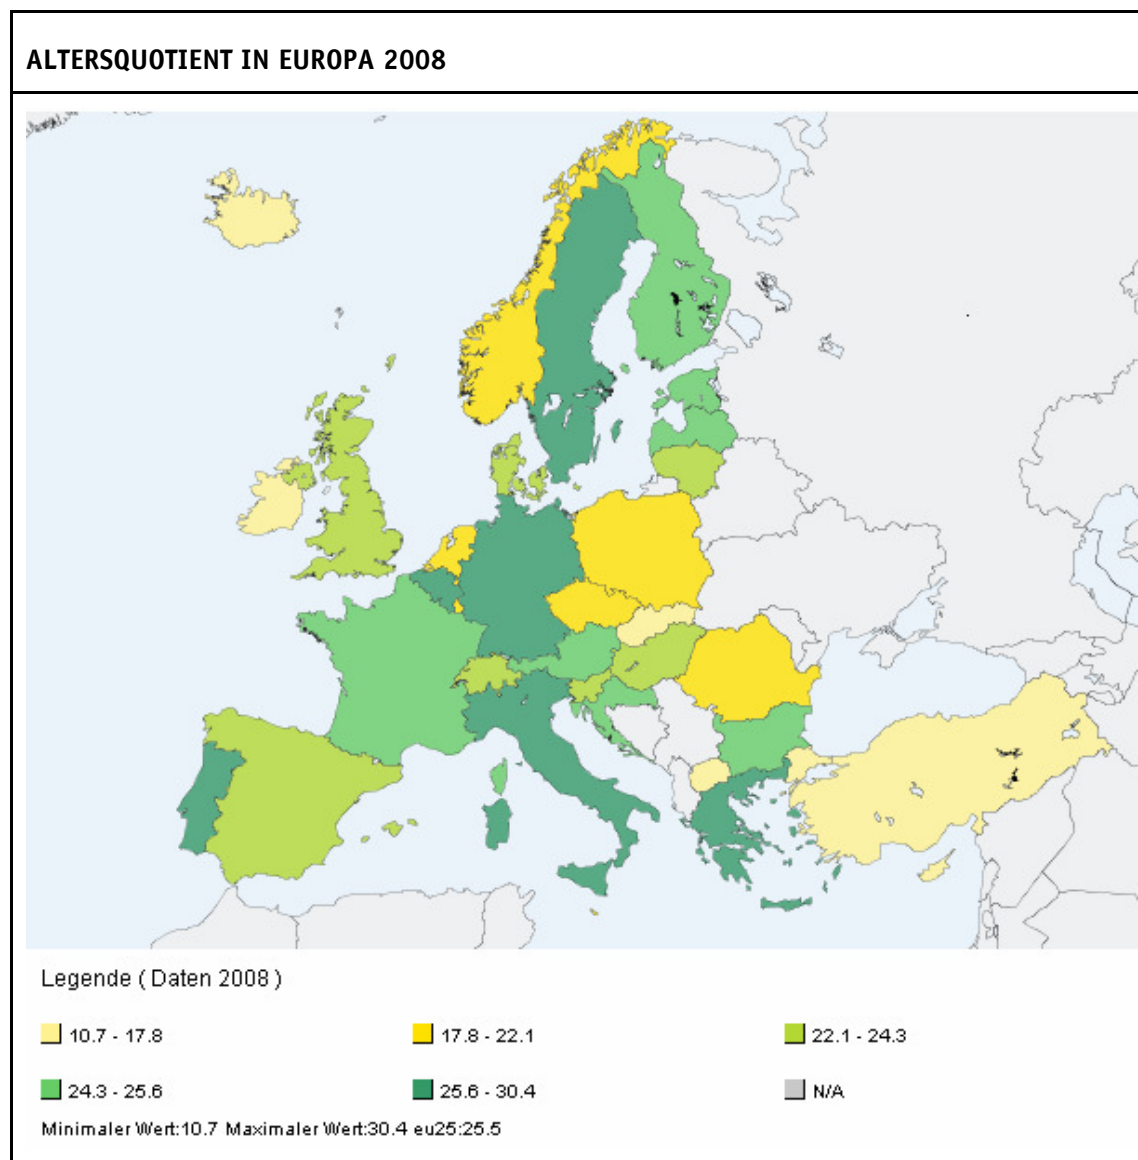 ALTERSQUOTIENT IN EUROPA 2008
Legende ( Daten 2008 )
10.7 - 17.8
17.8 - 22.1
22.1 - 24.3
24.3 - 25.6
25.6 - 30.4
N/A
Minimaler Wert:10.7 Maximaler Wert:30.4 eu25:25.5